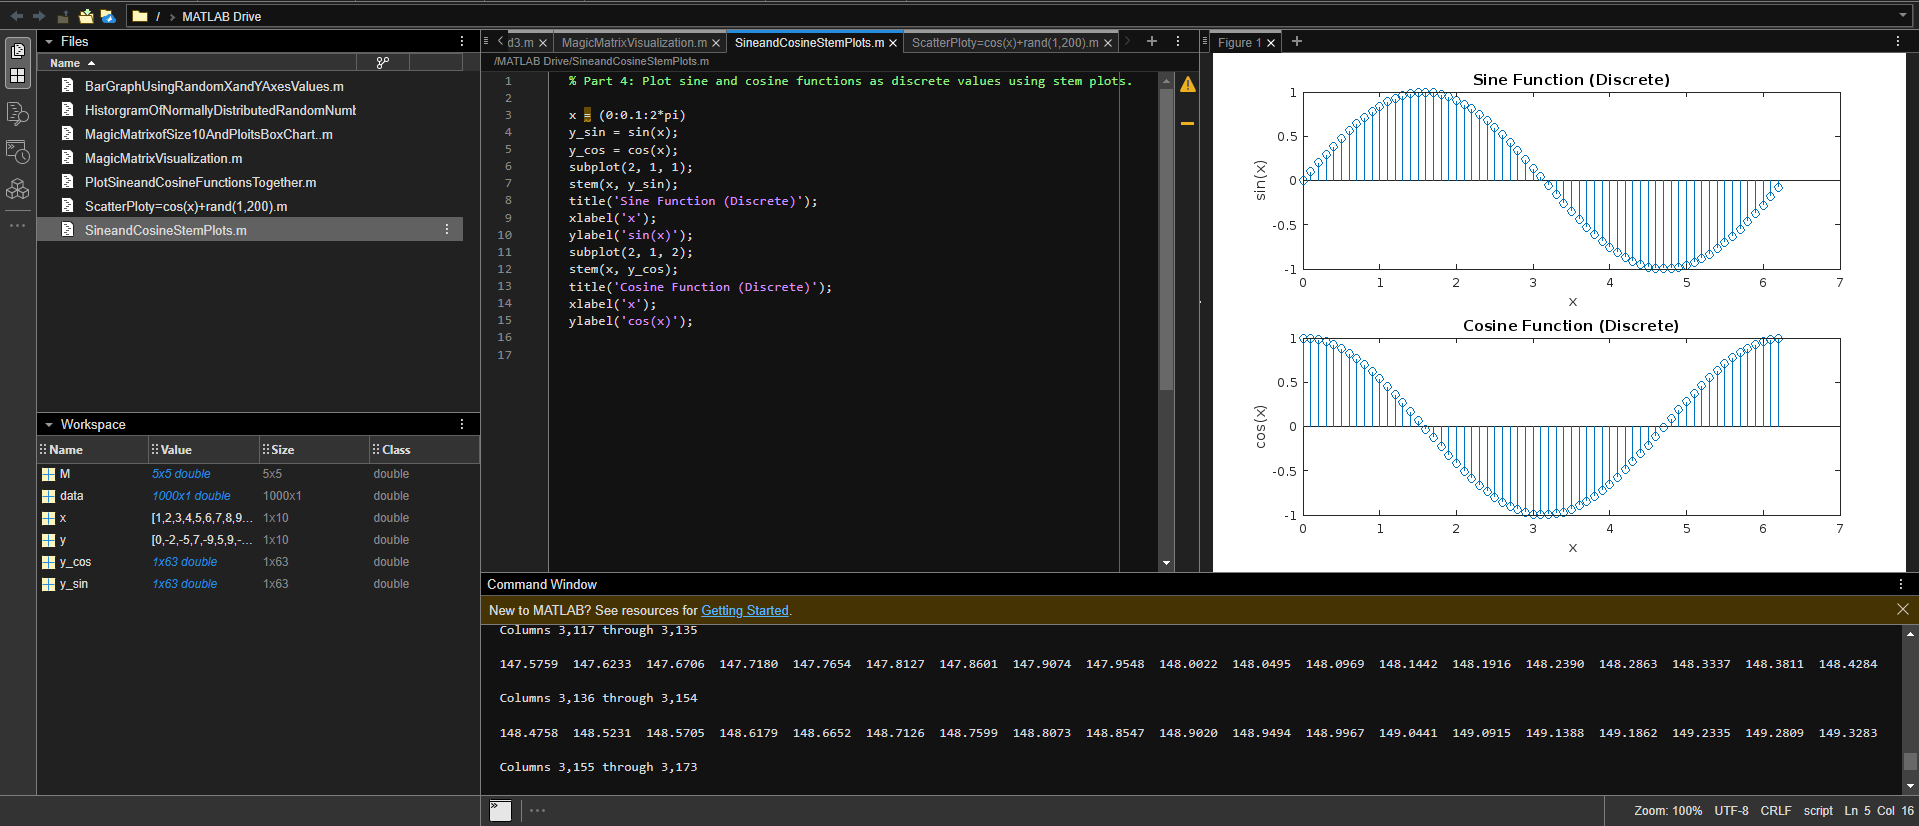 / > MATLAB Drive
Files
Name
BarGraphUsingRandomXandYAxesValues.m
HistorgramOfNormallyDistributedRandomNumb
MagicMatrixofSize10AndPloitsBoxChart..m
MagicMatrixVisualization.m
PlotSineandCosineFunctionsTogether.m
ScatterPloty=cos(x)+rand(1,200).m
SineandCosineStemPlots.m
Workspace
Name Value Size Class
M 5x5 double 5x5 double
data 1000x1 double 1000x1 double
x [1,2,3,4,5,6,7,8,9... 1x10 double
y [0,-2,-5,7,-9,5,9,-... 1x10 double
y_cos 1x63 double 1x63 double
y_sin 1x63 double 1x63 double
d3.m MagicMatrixVisualization.m SineandCosineStemPlots.m ScatterPloty=cos(x)+rand(1,200).m
/MATLAB Drive/SineandCosineStemPlots.m
1 % Part 4: Plot sine and cosine functions as discrete values using stem plots.
2
3 x = (0:0.1:2*pi)
4 y_sin = sin(x);
5 y_cos = cos(x);
6 subplot(2, 1, 1);
7 stem(x, y_sin);
8 title('Sine Function (Discrete)');
9 xlabel('x');
10 ylabel('sin(x)');
11 subplot(2, 1, 2);
12 stem(x, y_cos);
13 title('Cosine Function (Discrete)');
14 xlabel('x');
15 ylabel('cos(x)');
16
17
Figure 1
Sine Function (Discrete)
1
0.5
0
-0.5
-1
sin(x)
0 1 2 3 4 5 6 7
x
Cosine Function (Discrete)
1
0.5
0
-0.5
-1
cos(x)
0 1 2 3 4 5 6 7
x
Command Window
New to MATLAB? See resources for Getting Started.
Columns 3,117 through 3,135
147.5759 147.6233 147.6706 147.7180 147.7654 147.8127 147.8601 147.9074 147.9548 148.0022 148.0495 148.0969 148.1442 148.1916 148.2390 148.2863 148.3337 148.3811 148.4284
Columns 3,136 through 3,154
148.4758 148.5231 148.5705 148.6179 148.6652 148.7126 148.7599 148.8073 148.8547 148.9020 148.9494 148.9967 149.0441 149.0915 149.1388 149.1862 149.2335 149.2809 149.3283
Columns 3,155 through 3,173
Zoom: 100% UTF-8 CRLF script Ln 5 Col 16